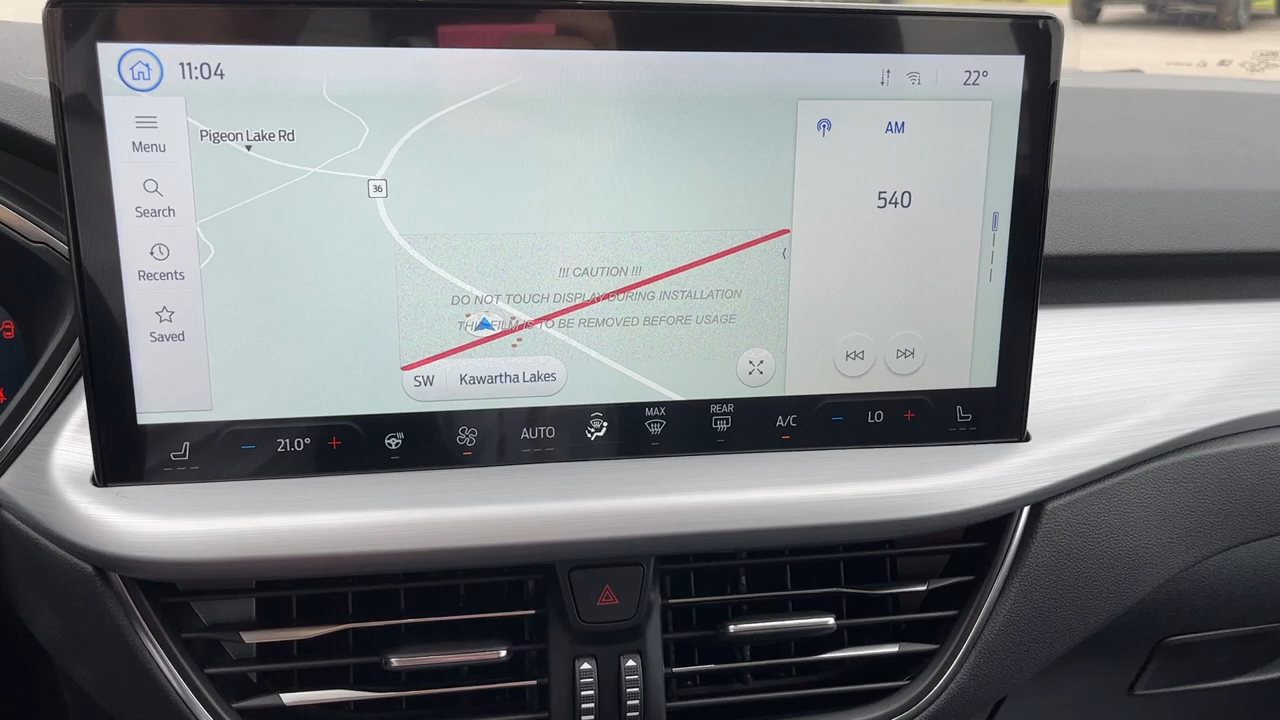 11:04
22°
Menu
Search
Recents
Saved
Pigeon Lake Rd
36
AM
540
!!! CAUTION !!!
DO NOT TOUCH DISPLAY DURING INSTALLATION
THIS FILM IS TO BE REMOVED BEFORE USAGE
SW Kawartha Lakes
21.0°
AUTO
MAX
REAR
A/C
LO